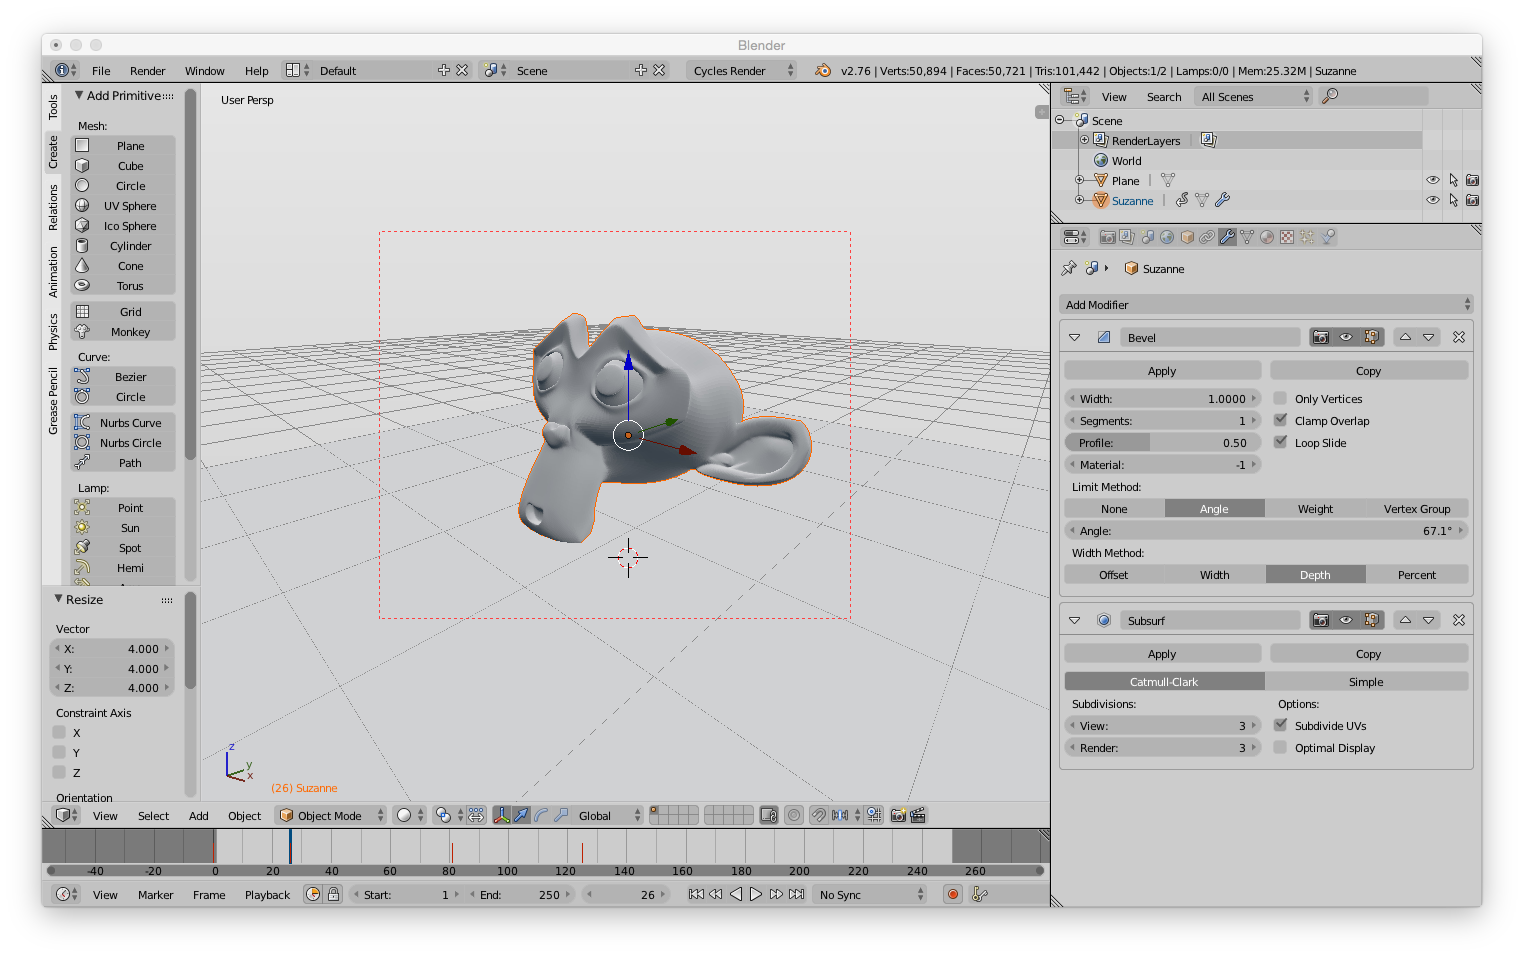 Blender
File Render Window Help Default Scene Cycles Render v2.76 | Verts:50,894 | Faces:50,721 | Tris:101,442 | Objects:1/2 | Lamps:0/0 | Mem:25.32M | Suzanne
Tools
Create
Relations
Animation
Physics
Grease Pencil
Add Primitive
Mesh:
Plane
Cube
Circle
UV Sphere
Ico Sphere
Cylinder
Cone
Torus
Grid
Monkey
Curve:
Bezier
Circle
Nurbs Curve
Nurbs Circle
Path
Lamp:
Point
Sun
Spot
Hemi
Resize
Vector
X: 4.000
Y: 4.000
Z: 4.000
Constraint Axis
X
Y
Z
Orientation
User Persp
z
y
x
(26) Suzanne
View Select Add Object Object Mode Global
-40 -20 0 20 40 60 80 100 120 140 160 180 200 220 240 260
View Marker Frame Playback Start: 1 End: 250 26 No Sync
View Search All Scenes
Scene
RenderLayers
World
Plane
Suzanne
Suzanne
Add Modifier
Bevel
Apply Copy
Width: 1.0000 Only Vertices
Segments: 1 Clamp Overlap
Profile: 0.50 Loop Slide
Material: -1
Limit Method:
None Angle Weight Vertex Group
Angle: 67.1°
Width Method:
Offset Width Depth Percent
Subsurf
Apply Copy
Catmull-Clark Simple
Subdivisions: Options:
View: 3 Subdivide UVs
Render: 3 Optimal Display